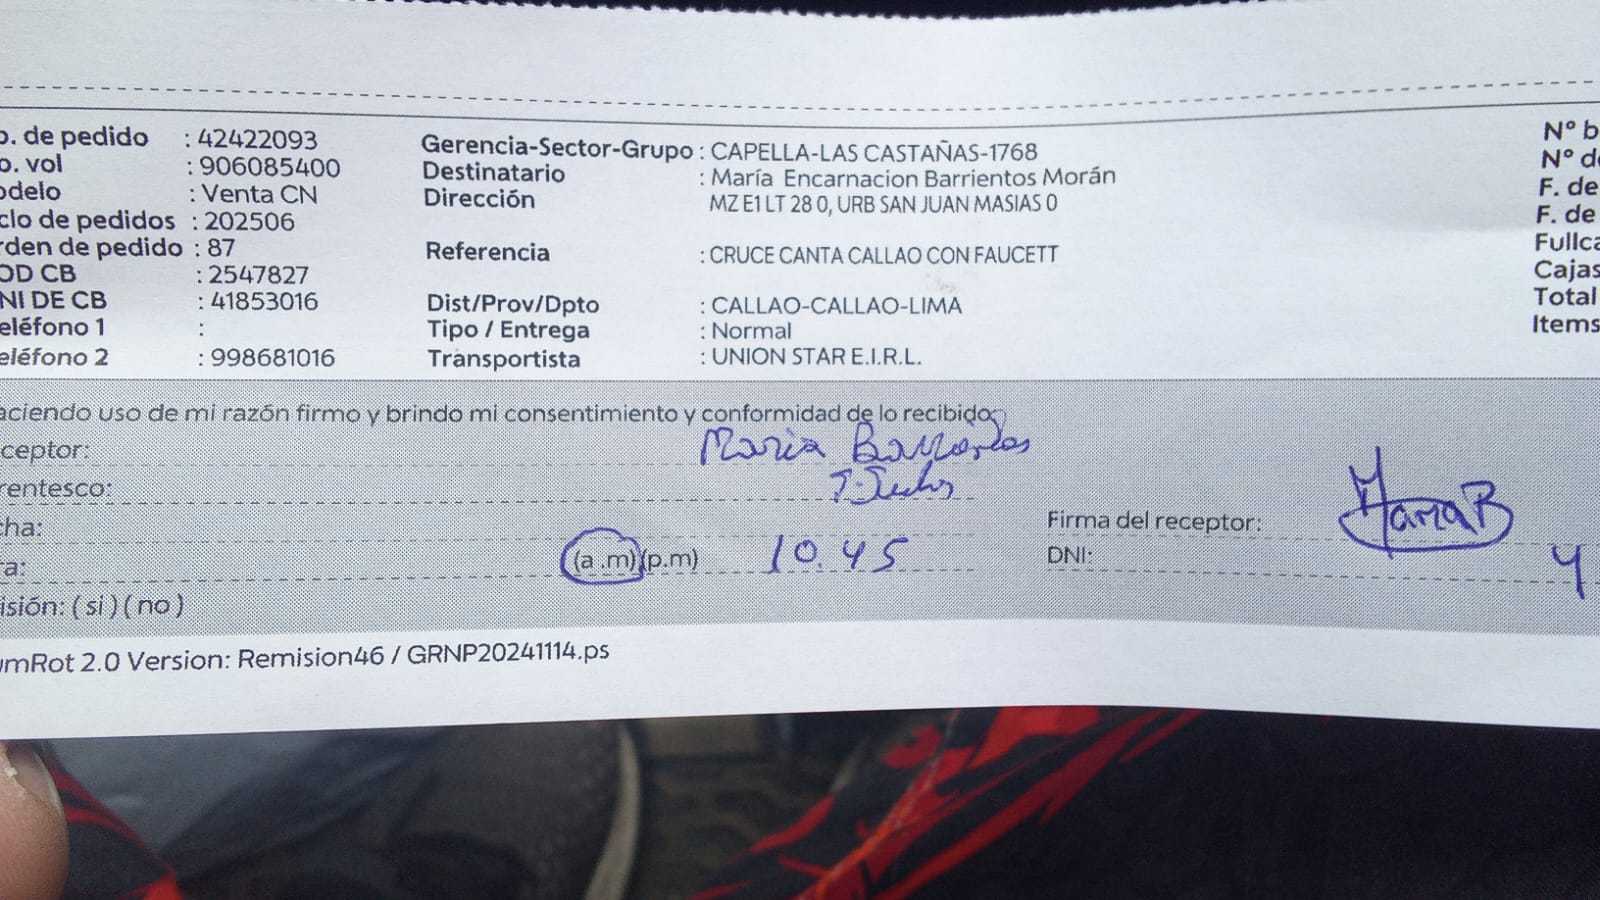 o. de pedido : 42422093 Gerencia-Sector-Grupo : CAPELLA-LAS CASTAÑAS-1768 Nº b
o. vol : 906085400 Destinatario : María Encarnacion Barrientos Morán Nº de
odelo : Venta CN Dirección MZ E1 LT 28 0, URB SAN JUAN MASIAS 0 F. de
clo de pedidos : 202506 F. de
rden de pedido : 87 Referencia : CRUCE CANTA CALLAO CON FAUCETT Fullca
OD CB : 2547827 Cajas
NI DE CB : 41853016 Dist/Prov/Dpto : CALLAO-CALLAO-LIMA Total
eléfono 1 : Tipo / Entrega : Normal Items
eléfono 2 : 998681016 Transportista : UNION STAR E.I.R.L.
aciendo uso de mi razón firmo y brindo mi consentimiento y conformidad de lo recibido
ceptor: Maria Barrientos
rentesco:
cha: Firma del receptor: Maria B
ra: (a .m)(p.m) 10.45 DNI: 4
isión: ( si ) ( no )
umRot 2.0 Version: Remision46 / GRNP20241114.ps